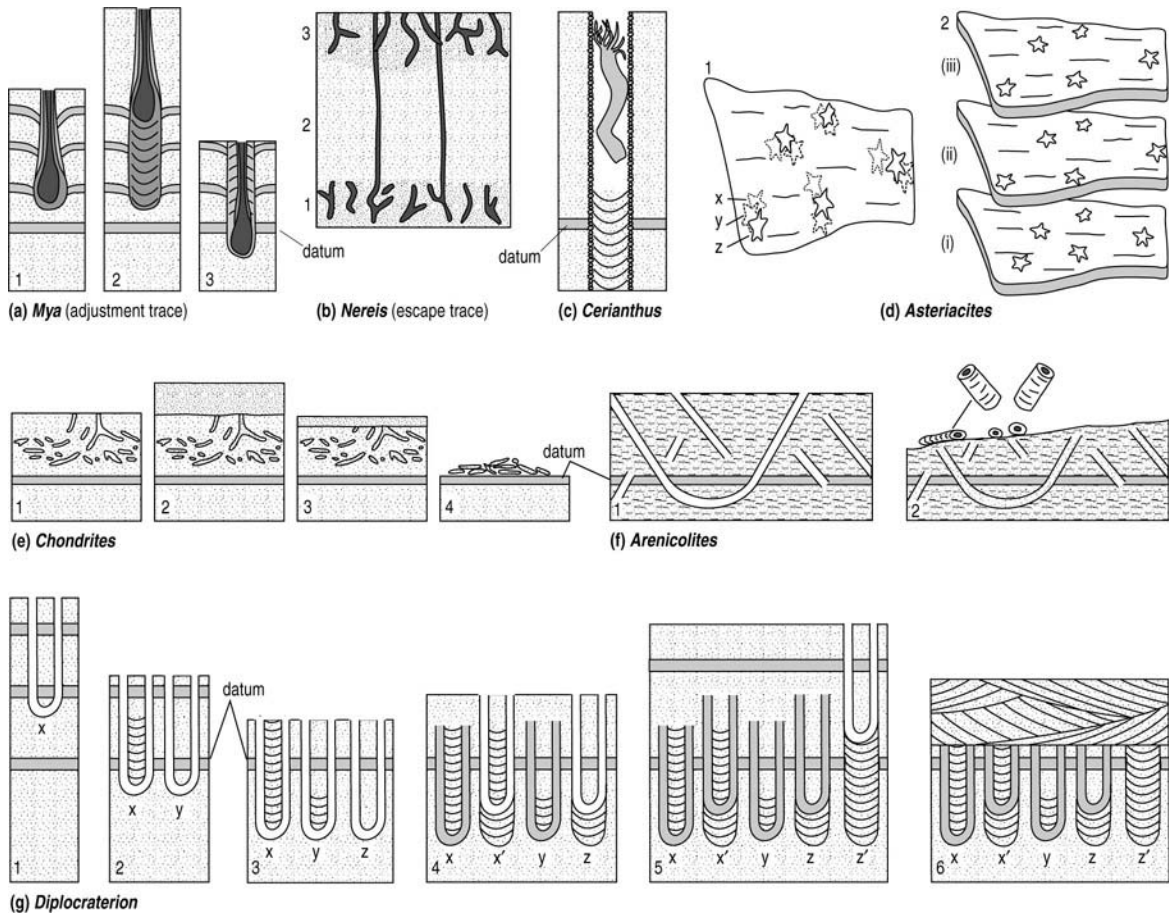 1
2
3
datum
(a) Mya (adjustment trace)
3
2
1
(b) Nereis (escape trace)
datum
(c) Cerianthus
1
x
y
z
2
(iii)
(ii)
(i)
(d) Asteriacites
1
2
3
4
datum
(e) Chondrites
1
2
(f) Arenicolites
x
1
x y
2
datum
x y z
3
x x′ y z
4
x x′ y z z′
5
x x′ y z z′
6
(g) Diplocraterion